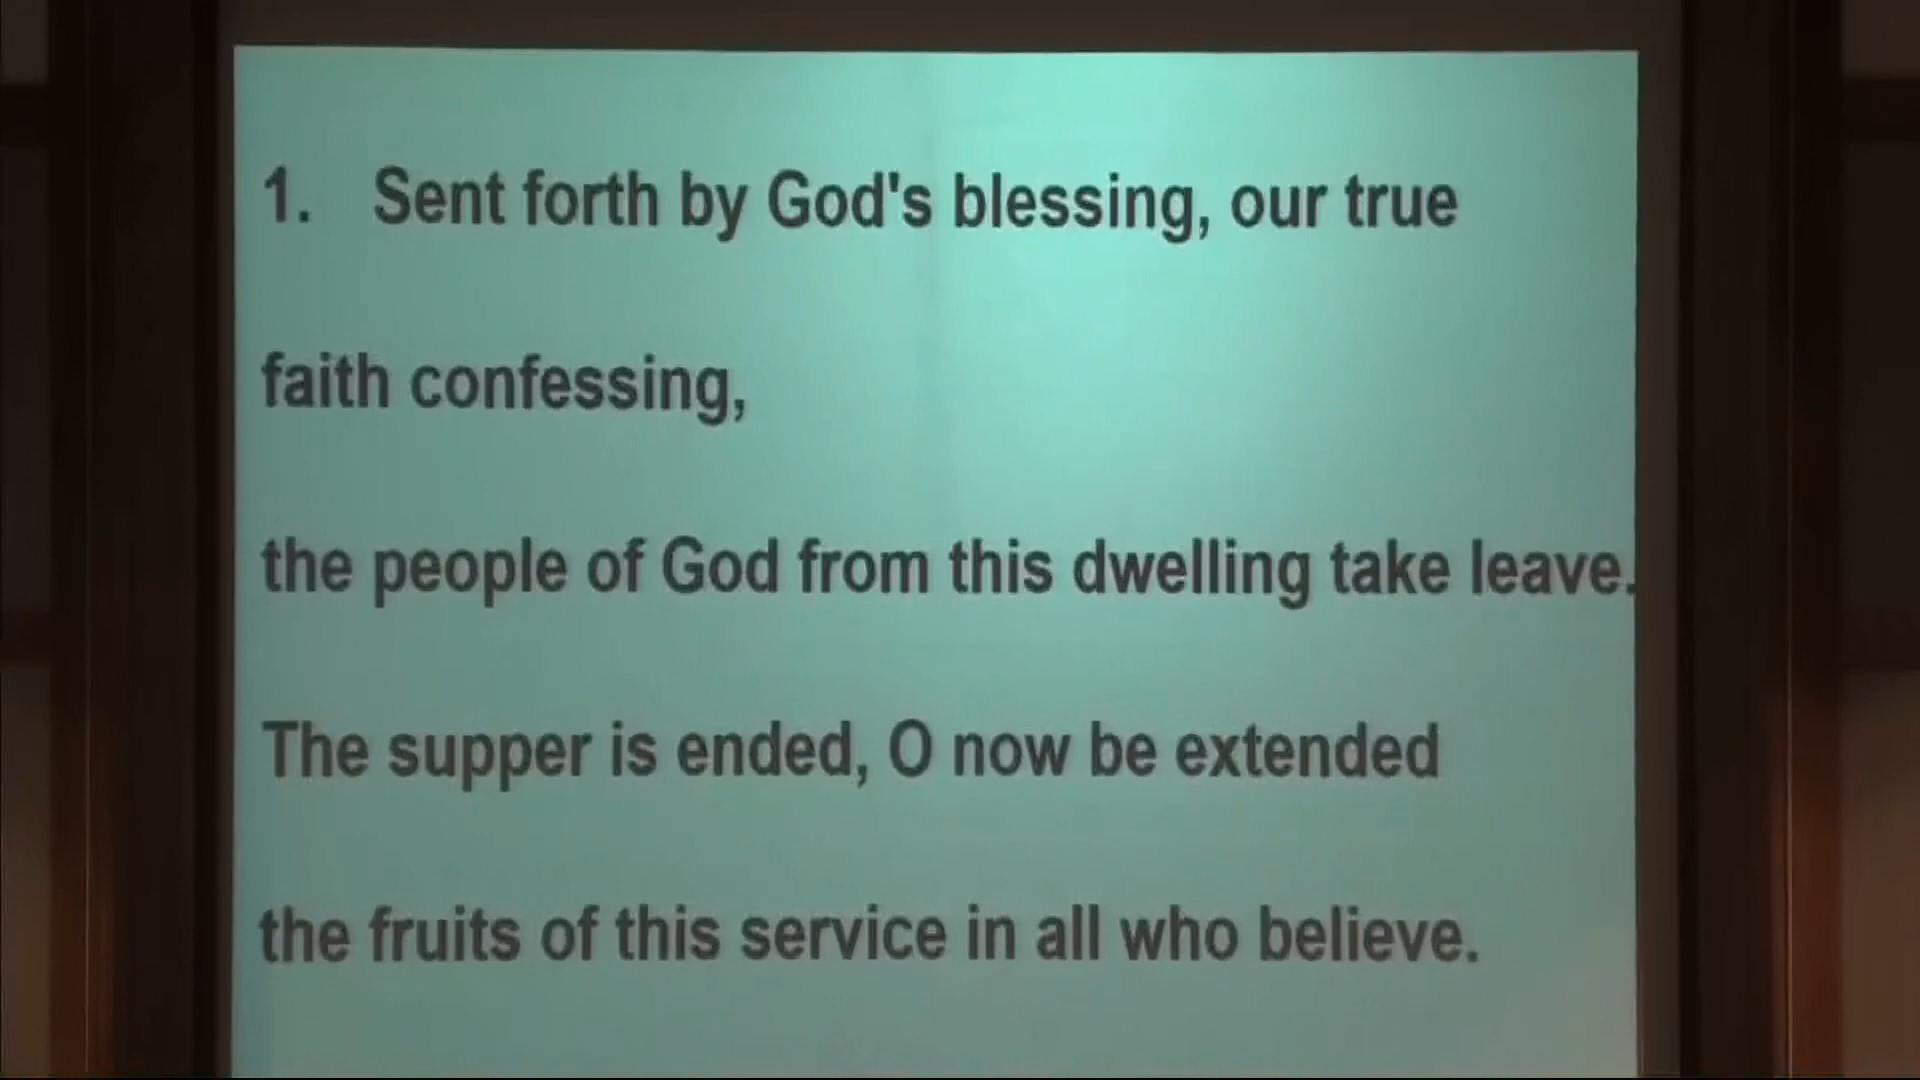 1. Sent forth by God's blessing, our true
faith confessing,
the people of God from this dwelling take leave.
The supper is ended, O now be extended
the fruits of this service in all who believe.